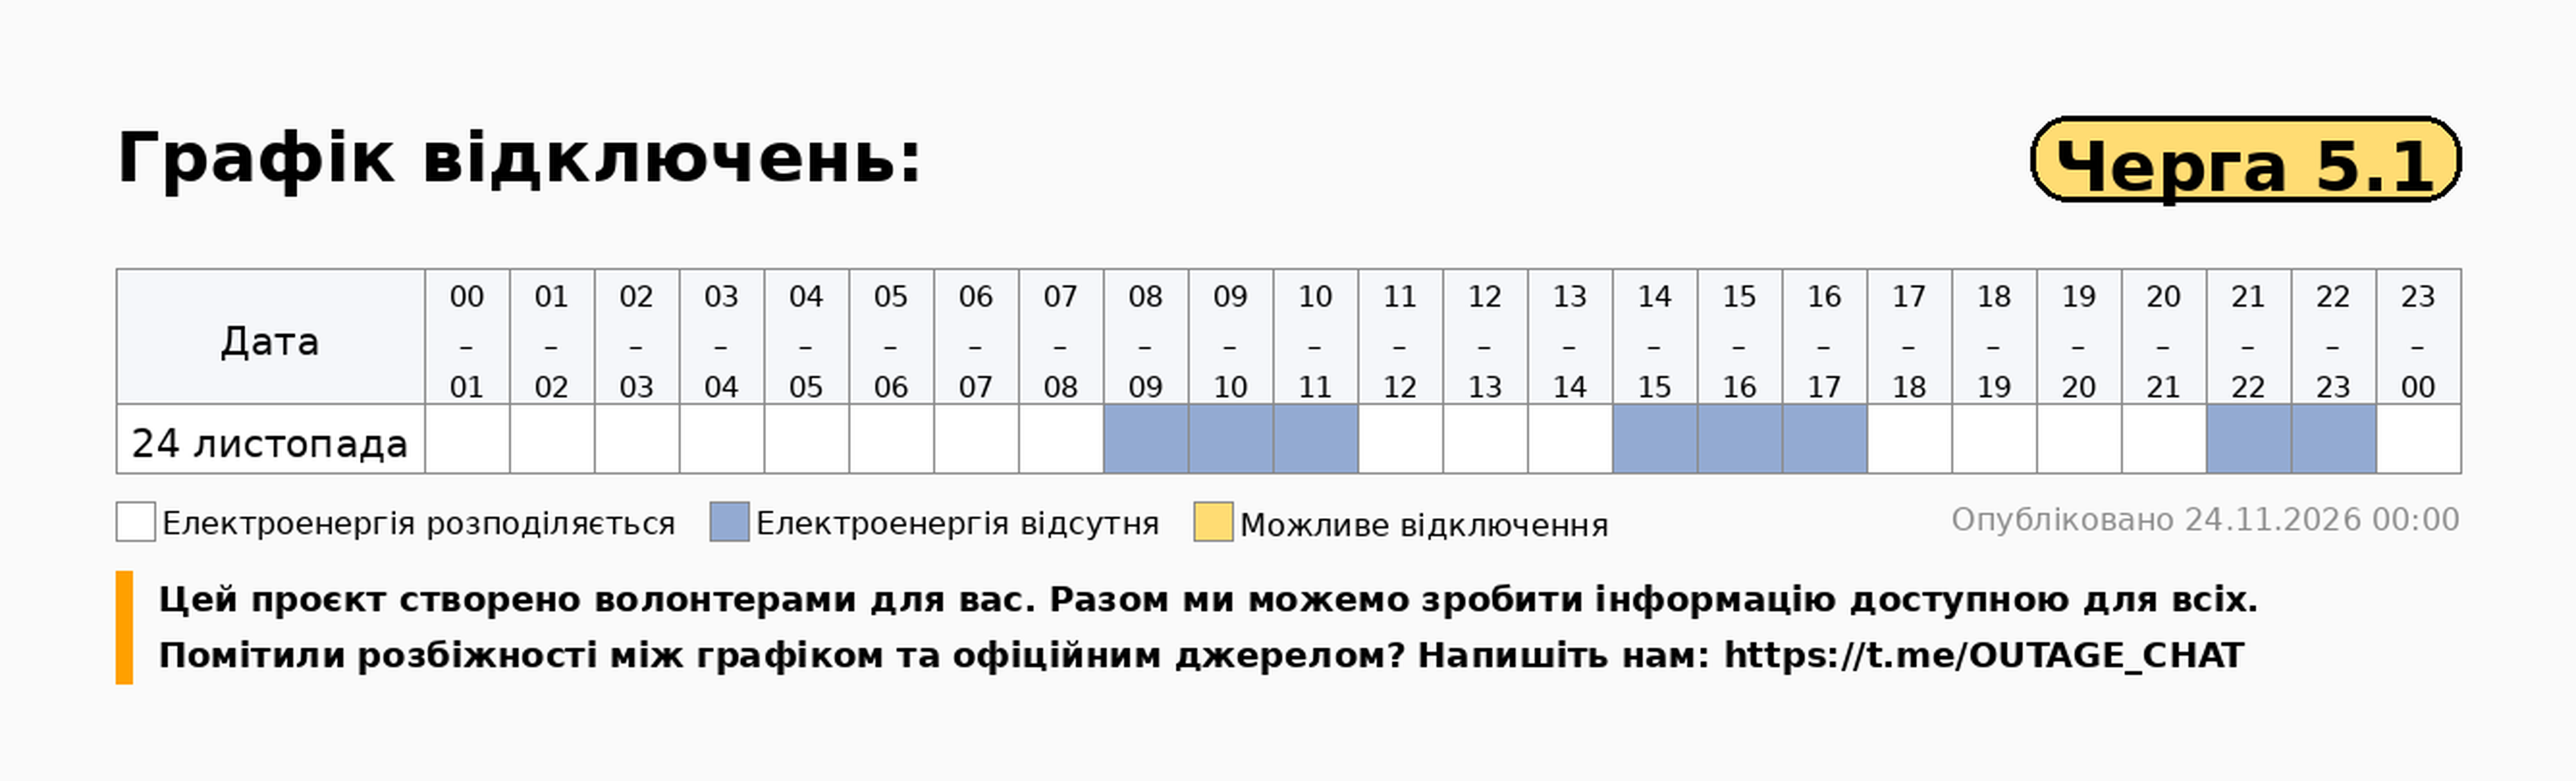 Графік відключень:
Черга 5.1
Дата 00 – 01 01 – 02 02 – 03 03 – 04 04 – 05 05 – 06 06 – 07 07 – 08 08 – 09 09 – 10 10 – 11 11 – 12 12 – 13 13 – 14 14 – 15 15 – 16 16 – 17 17 – 18 18 – 19 19 – 20 20 – 21 21 – 22 22 – 23 23 – 00
24 листопада
Електроенергія розподіляється Електроенергія відсутня Можливе відключення
Опубліковано 24.11.2026 00:00
Цей проєкт створено волонтерами для вас. Разом ми можемо зробити інформацію доступною для всіх.
Помітили розбіжності між графіком та офіційним джерелом? Напишіть нам: https://t.me/OUTAGE_CHAT